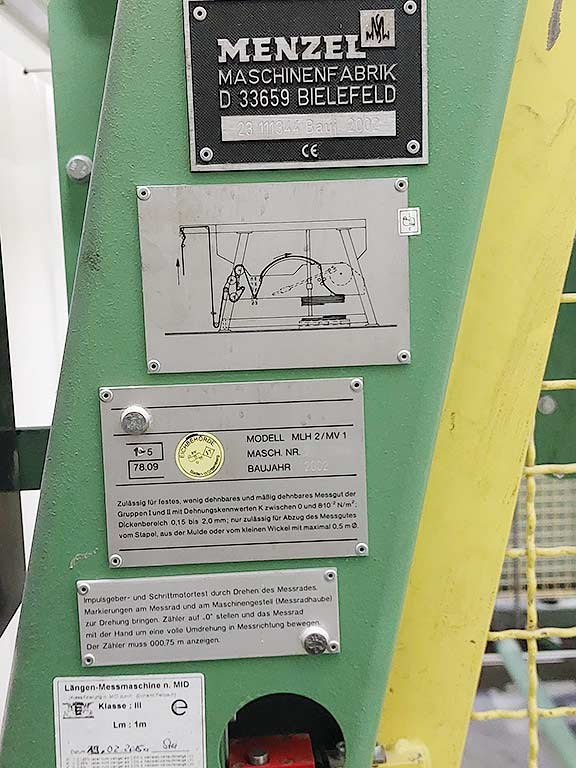 MENZEL
MASCHINENFABRIK
D 33659 BIELEFELD
23 111344 Bauj. 2002
CE
5
78.09
EICHBEHÖRDE
MODELL MLH 2/MV 1
MASCH. NR.
BAUJAHR 2002
Zulässig für festes, wenig dehnbares und mäßig dehnbares Messgut der
Gruppen I und II mit Dehnungskennwerten K zwischen 0 und 810² N/m²;
Dickenbereich 0,15 bis 2,0 mm; nur zulässig für Abzug des Messgutes
vom Stapel, aus der Mulde oder vom kleinen Wickel mit maximal 0,5 m Ø.
Impulsgeber- und Schrittmotortest durch Drehen des Messrades.
Markierungen am Messrad und am Maschinengestell (Messradhaube)
zur Drehung bringen. Zähler auf „0" stellen und das Messrad
mit der Hand um eine volle Umdrehung in Messrichtung bewegen.
Der Zähler muss 000,75 m anzeigen.
Längen-Messmaschine n. MID
Klasse : III
e
Lm : 1m